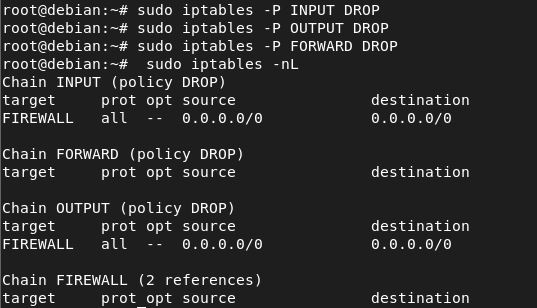 root@debian:~# sudo iptables -P INPUT DROP
root@debian:~# sudo iptables -P OUTPUT DROP
root@debian:~# sudo iptables -P FORWARD DROP
root@debian:~#  sudo iptables -nL
Chain INPUT (policy DROP)
target     prot opt source               destination
FIREWALL   all  --  0.0.0.0/0            0.0.0.0/0
Chain FORWARD (policy DROP)
target     prot opt source               destination
Chain OUTPUT (policy DROP)
target     prot opt source               destination
FIREWALL   all  --  0.0.0.0/0            0.0.0.0/0
Chain FIREWALL (2 references)
target     prot opt source               destination